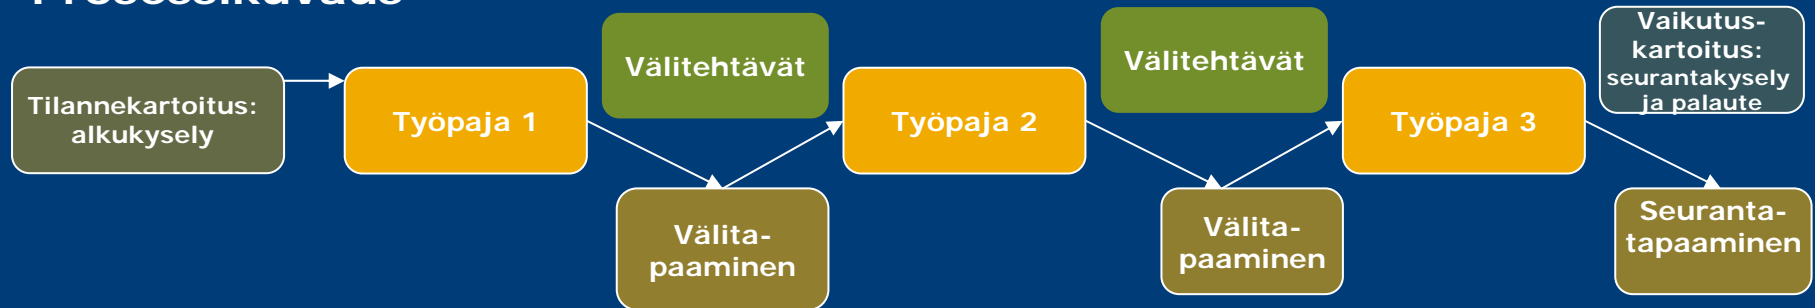 Prosessikuvaus
Tilannekartoitus:
alkukysely
Työpaja 1
Välitehtävät
Välita-
paaminen
Työpaja 2
Välitehtävät
Välita-
paaminen
Työpaja 3
Vaikutus-
kartoitus:
seurantakysely
ja palaute
Seuranta-
tapaaminen